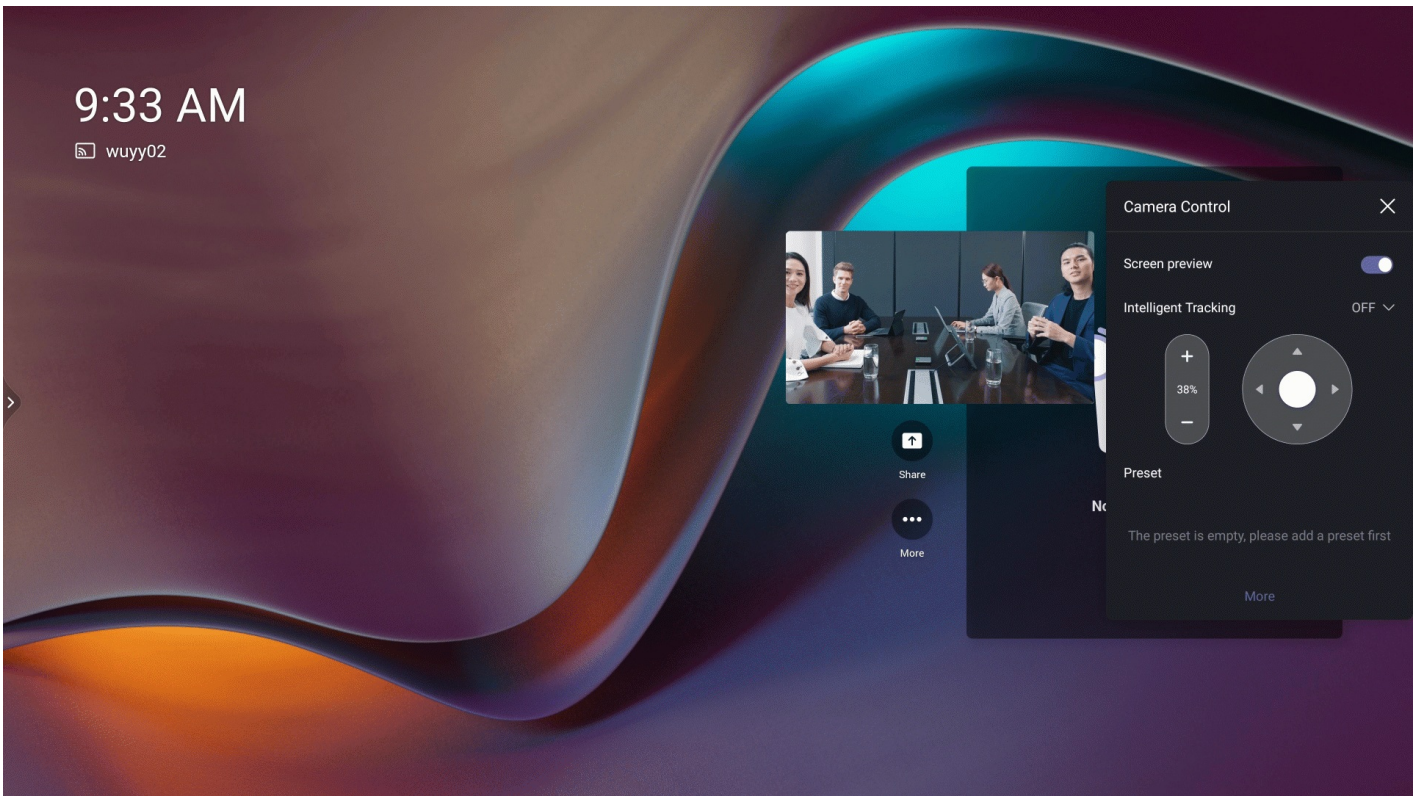 9:33 AM
wuyy02
Camera Control
Screen preview
Intelligent Tracking OFF
+
38%
−
Share
Preset
More
The preset is empty, please add a preset first
More